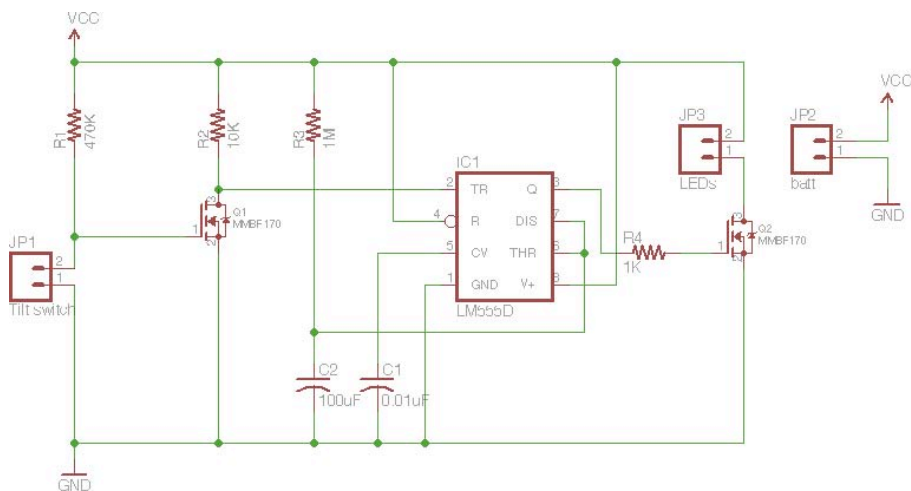 VCC
R1
470K
R2
10K
R3
1M
JP1
2
1
Tilt switch
Q1
MMBF170
3
1
2
IC1
2
TR
Q
3
4
R
DIS
7
5
CV
THR
6
1
GND
V+
8
LM555D
R4
1K
C2
100uF
C1
0.01uF
JP3
2
1
LEDs
Q2
MMBF170
3
1
2
JP2
2
1
batt
VCC
GND
GND